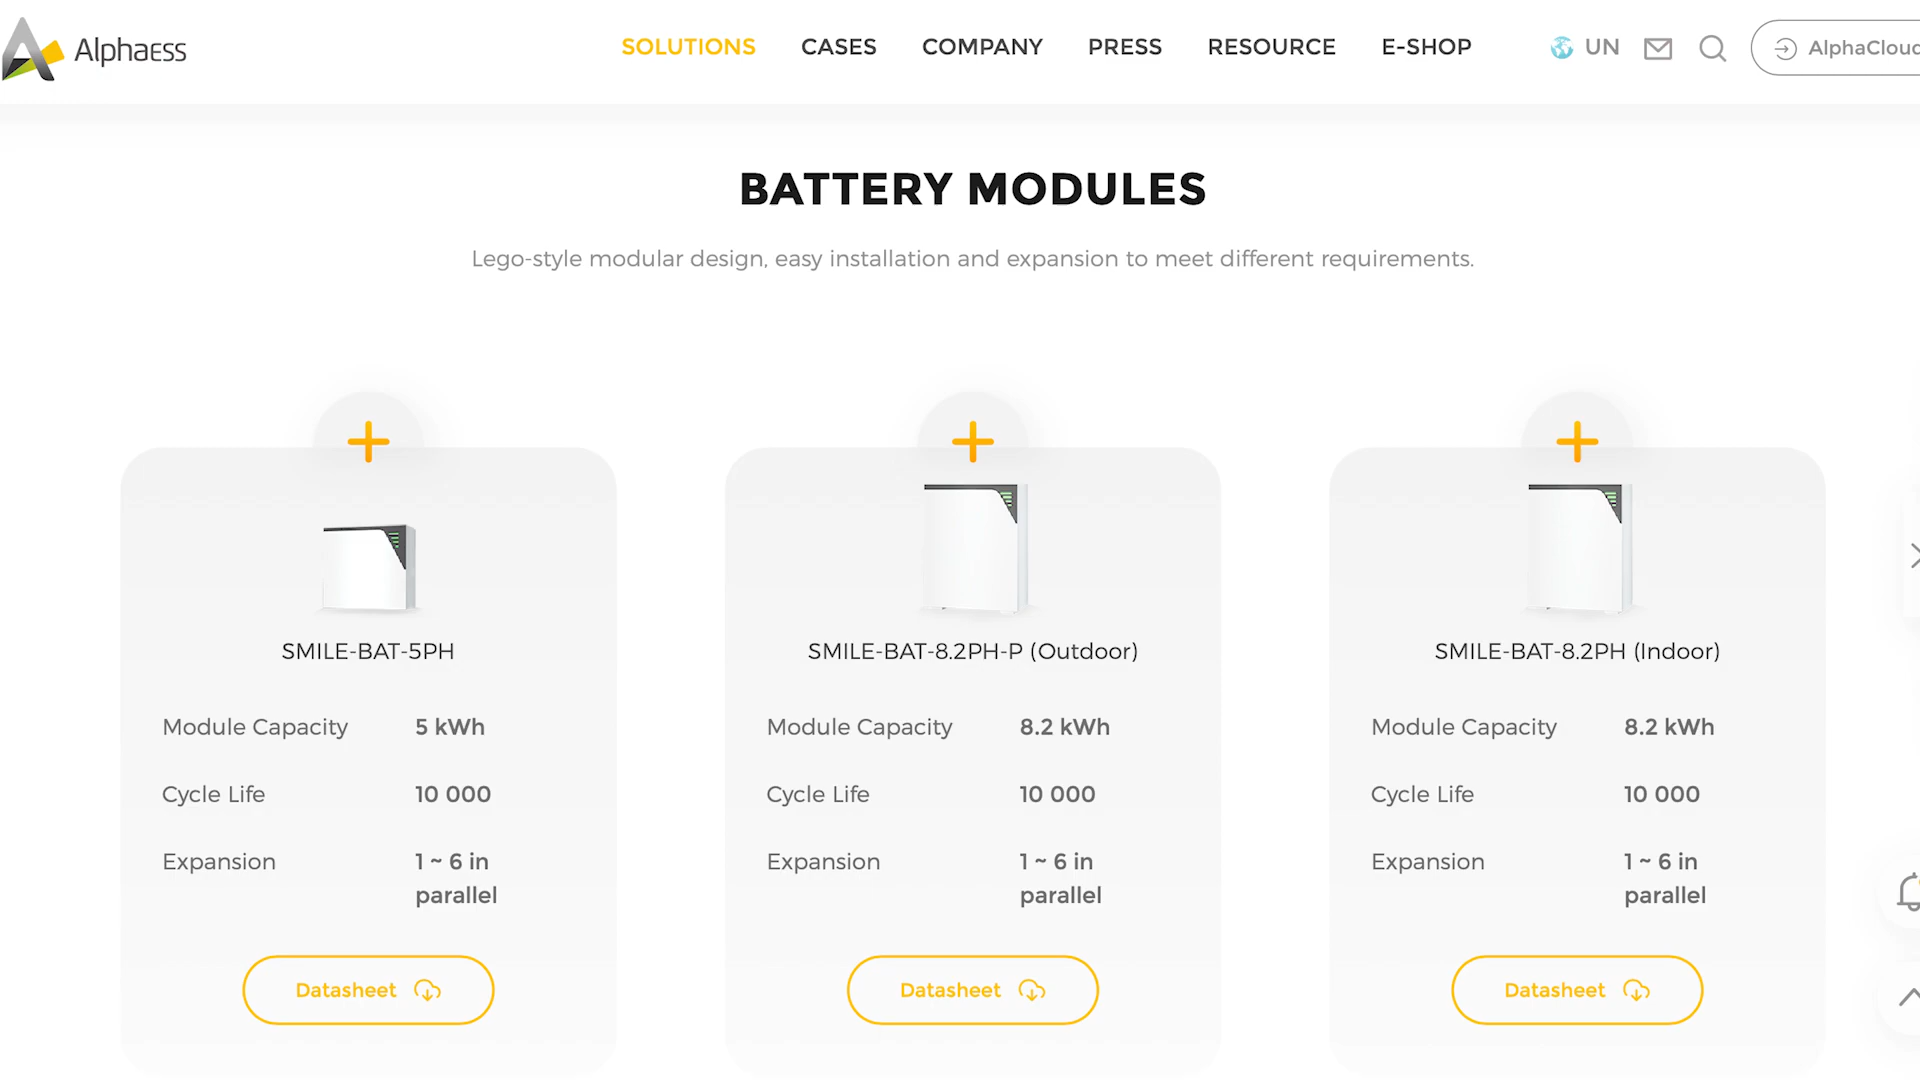 AlphaESS
SOLUTIONS CASES COMPANY PRESS RESOURCE E-SHOP UN
BATTERY MODULES
Lego-style modular design, easy installation and expansion to meet different requirements.
SMILE-BAT-5PH
Module Capacity 5 kWh
Cycle Life 10 000
Expansion 1 ~ 6 in
parallel
Datasheet
SMILE-BAT-8.2PH-P (Outdoor)
Module Capacity 8.2 kWh
Cycle Life 10 000
Expansion 1 ~ 6 in
parallel
Datasheet
SMILE-BAT-8.2PH (Indoor)
Module Capacity 8.2 kWh
Cycle Life 10 000
Expansion 1 ~ 6 in
parallel
Datasheet